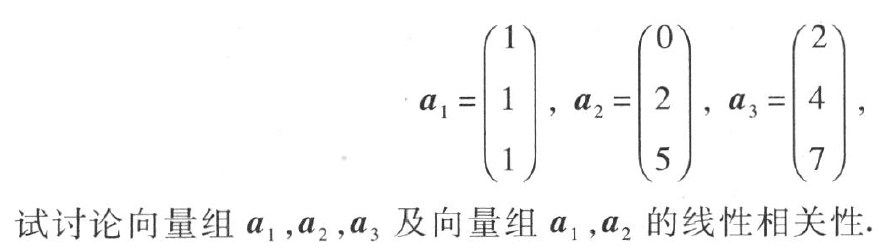 a₁ = (1 1 1), a₂ = (0 2 5), a₃ = (2 4 7),
试讨论向量组 a₁,a₂,a₃ 及向量组 a₁,a₂ 的线性相关性.